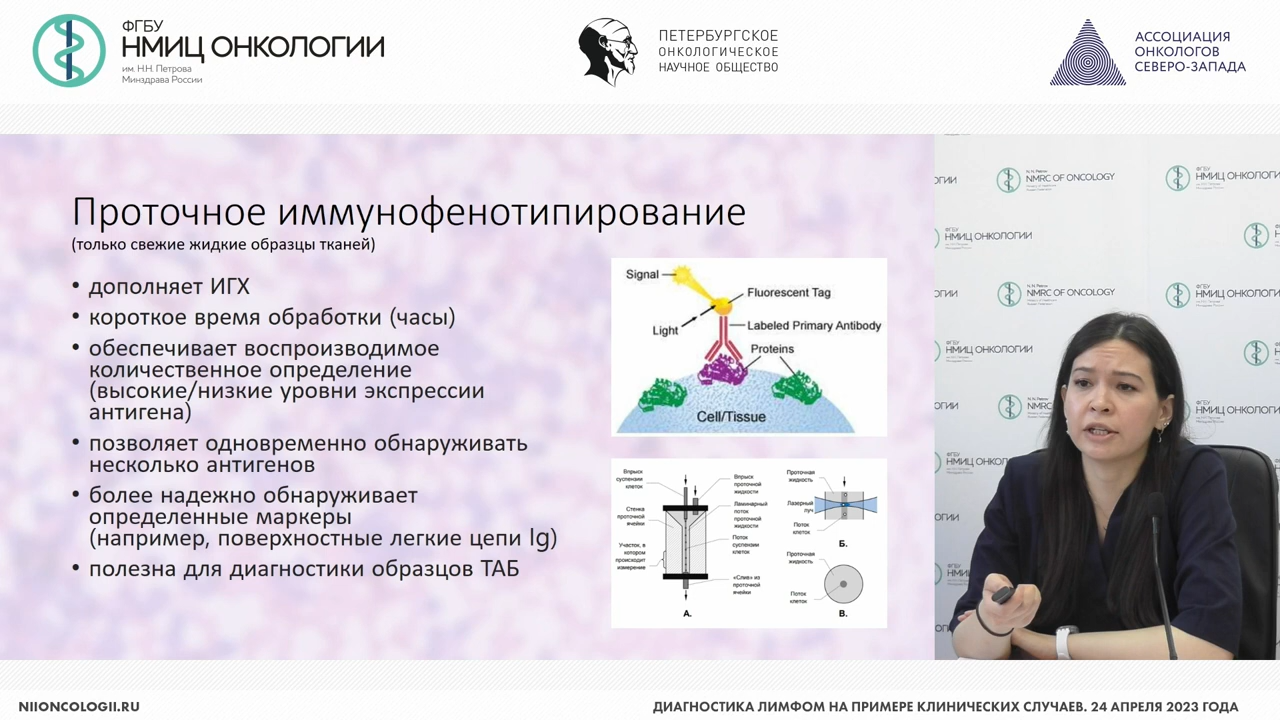 ФГБУ
НМИЦ ОНКОЛОГИИ
им. Н.Н. Петрова
Минздрава России
ПЕТЕРБУРГСКОЕ
ОНКОЛОГИЧЕСКОЕ
НАУЧНОЕ ОБЩЕСТВО
АССОЦИАЦИЯ
ОНКОЛОГОВ
СЕВЕРО-ЗАПАДА
Проточное иммунофенотипирование
(только свежие жидкие образцы тканей)
• дополняет ИГХ
• короткое время обработки (часы)
• обеспечивает воспроизводимое
количественное определение
(высокие/низкие уровни экспрессии
антигена)
• позволяет одновременно обнаруживать
несколько антигенов
• более надежно обнаруживает
определенные маркеры
(например, поверхностные легкие цепи Ig)
• полезна для диагностики образцов ТАБ
Signal
Fluorescent Tag
Light
Labeled Primary Antibody
Proteins
Cell/Tissue
Впрыск
суспензии
клеток
Стенка
проточной
ячейки
Участок, в
котором
происходит
измерение
Впрыск
проточной
жидкости
Ламинарный
поток
проточной
жидкости
Поток
суспензии
клеток
«Слив» из
проточной
ячейки
А.
Проточная
жидкость
Лазерный
луч
Поток
клеток
Б.
Проточная
жидкость
Поток
клеток
В.
NMRC OF ONCOLOGY
НМИЦ ОНКОЛОГИИ
NMRC OF ONCOLOGY
NMRC OF ONCOLOGY
NIIONCOLOGII.RU
ДИАГНОСТИКА ЛИМФОМ НА ПРИМЕРЕ КЛИНИЧЕСКИХ СЛУЧАЕВ. 24 АПРЕЛЯ 2023 ГОДА